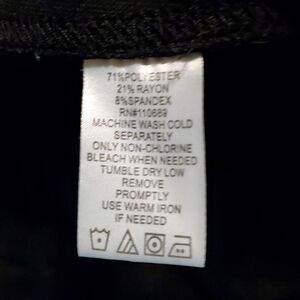 71%POLYESTER
21% RAYON
8%SPANDEX
RN#110689
MACHINE WASH COLD
SEPARATELY
ONLY NON-CHLORINE
BLEACH WHEN NEEDED
TUMBLE DRY LOW
REMOVE
PROMPTLY
USE WARM IRON
IF NEEDED